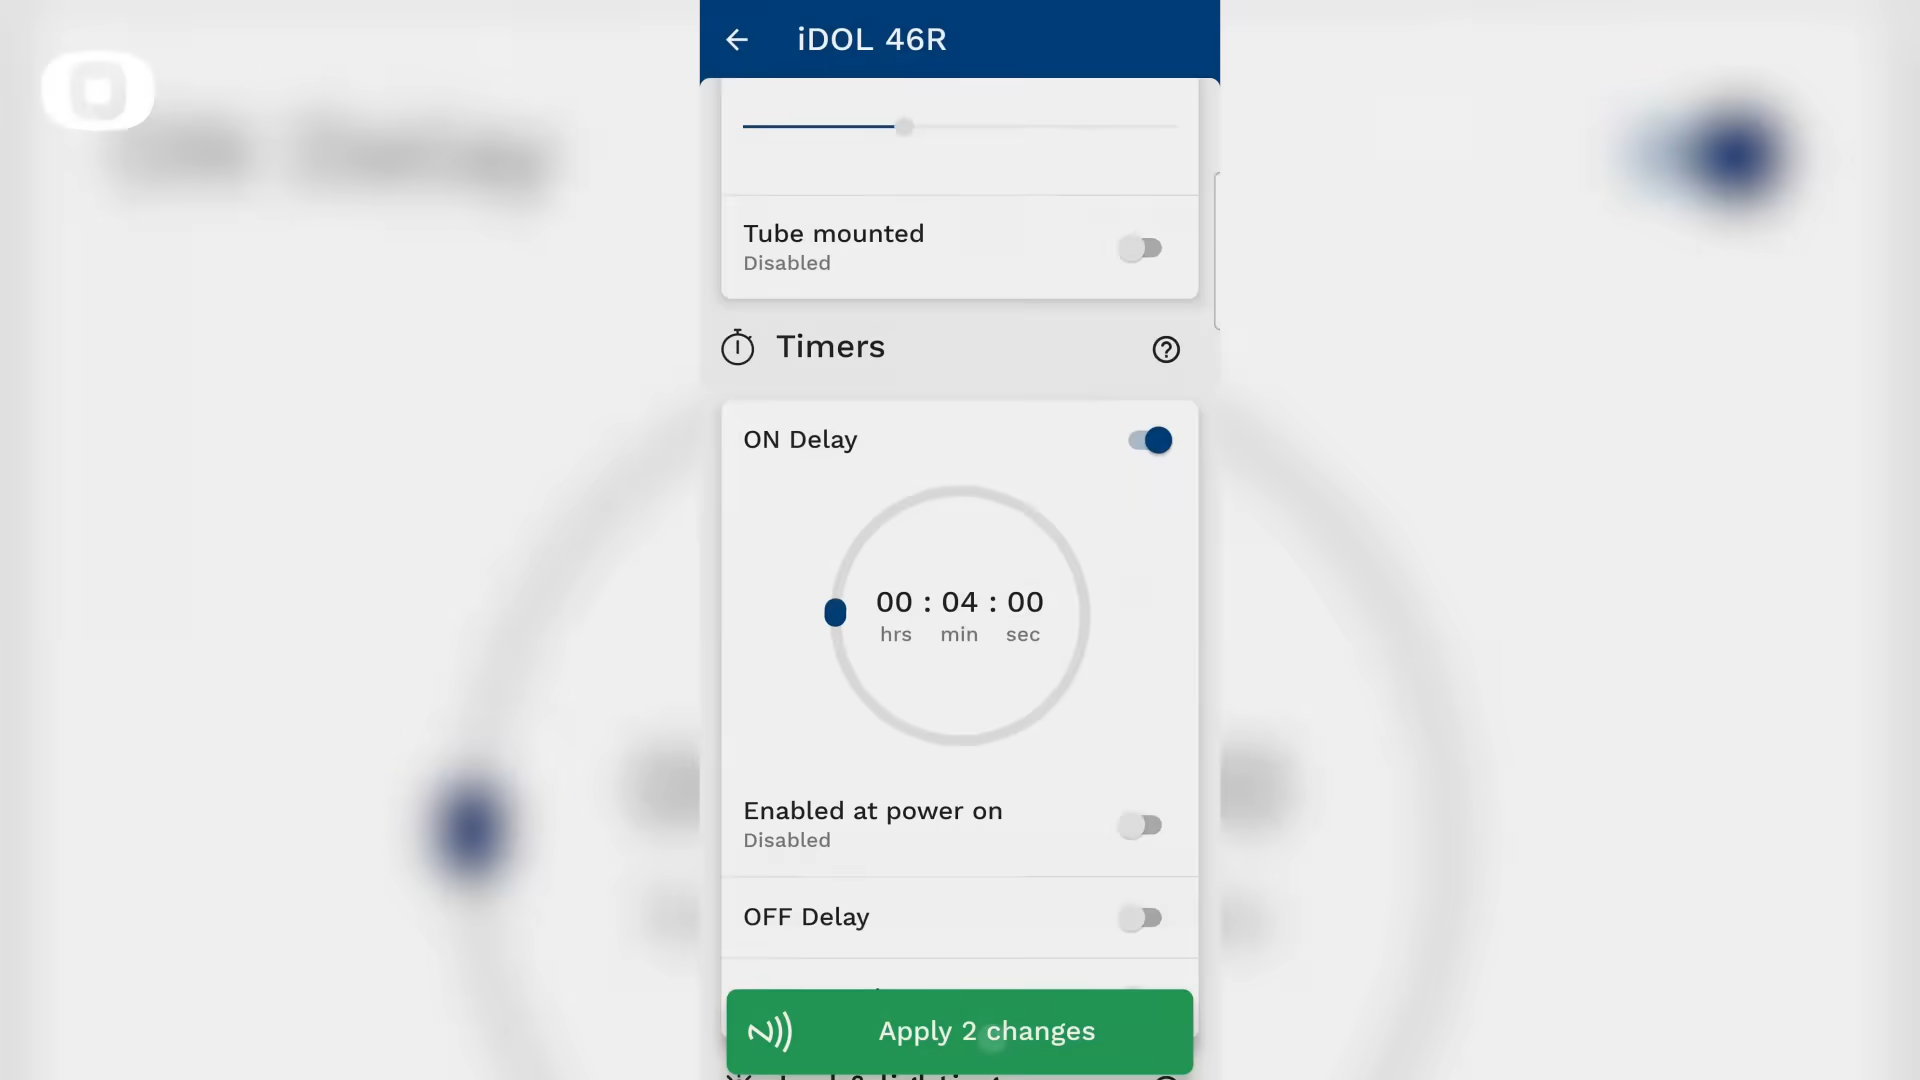 iDOL 46R
Tube mounted
Disabled
Timers
ON Delay
00 : 04 : 00
hrs min sec
Enabled at power on
Disabled
OFF Delay
Apply 2 changes